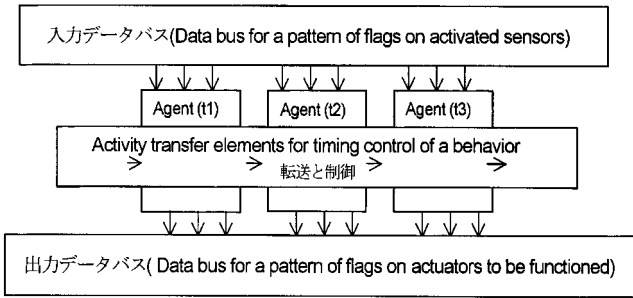 入力データバス(Data bus for a pattern of flags on activated sensors)
Agent (t1) Agent (t2) Agent (t3)
Activity transfer elements for timing control of a behavior
転送と制御
出力データバス( Data bus for a pattern of flags on actuators to be functioned)